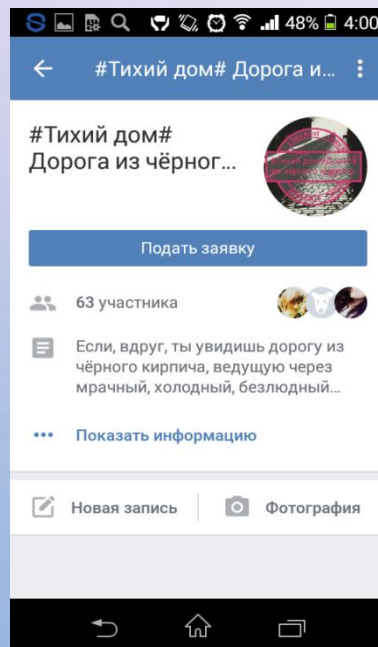 48% 4:00
#Тихий дом# Дорога и...
#Тихий дом#
Дорога из чёрног...
Подать заявку
63 участника
Если, вдруг, ты увидишь дорогу из
чёрного кирпича, ведущую через
мрачный, холодный, безлюдный...
Показать информацию
Новая запись
Фотография